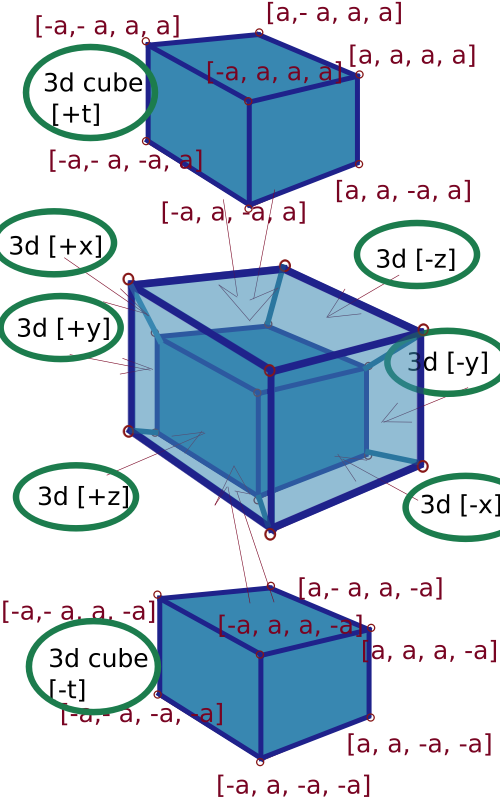 [-a,- a, a, a]
[a,- a, a, a]
[a, a, a, a]
[-a, a, a, a]
3d cube
[+t]
[-a,- a, -a, a]
[a, a, -a, a]
[-a, a, -a, a]
3d [+x]
3d [-z]
3d [+y]
3d [-y]
3d [+z]
3d [-x]
[a,- a, a, -a]
[-a,- a, a, -a]
[-a, a, a, -a]
[a, a, a, -a]
3d cube
[-t]
[-a,- a, -a, -a]
[a, a, -a, -a]
[-a, a, -a, -a]